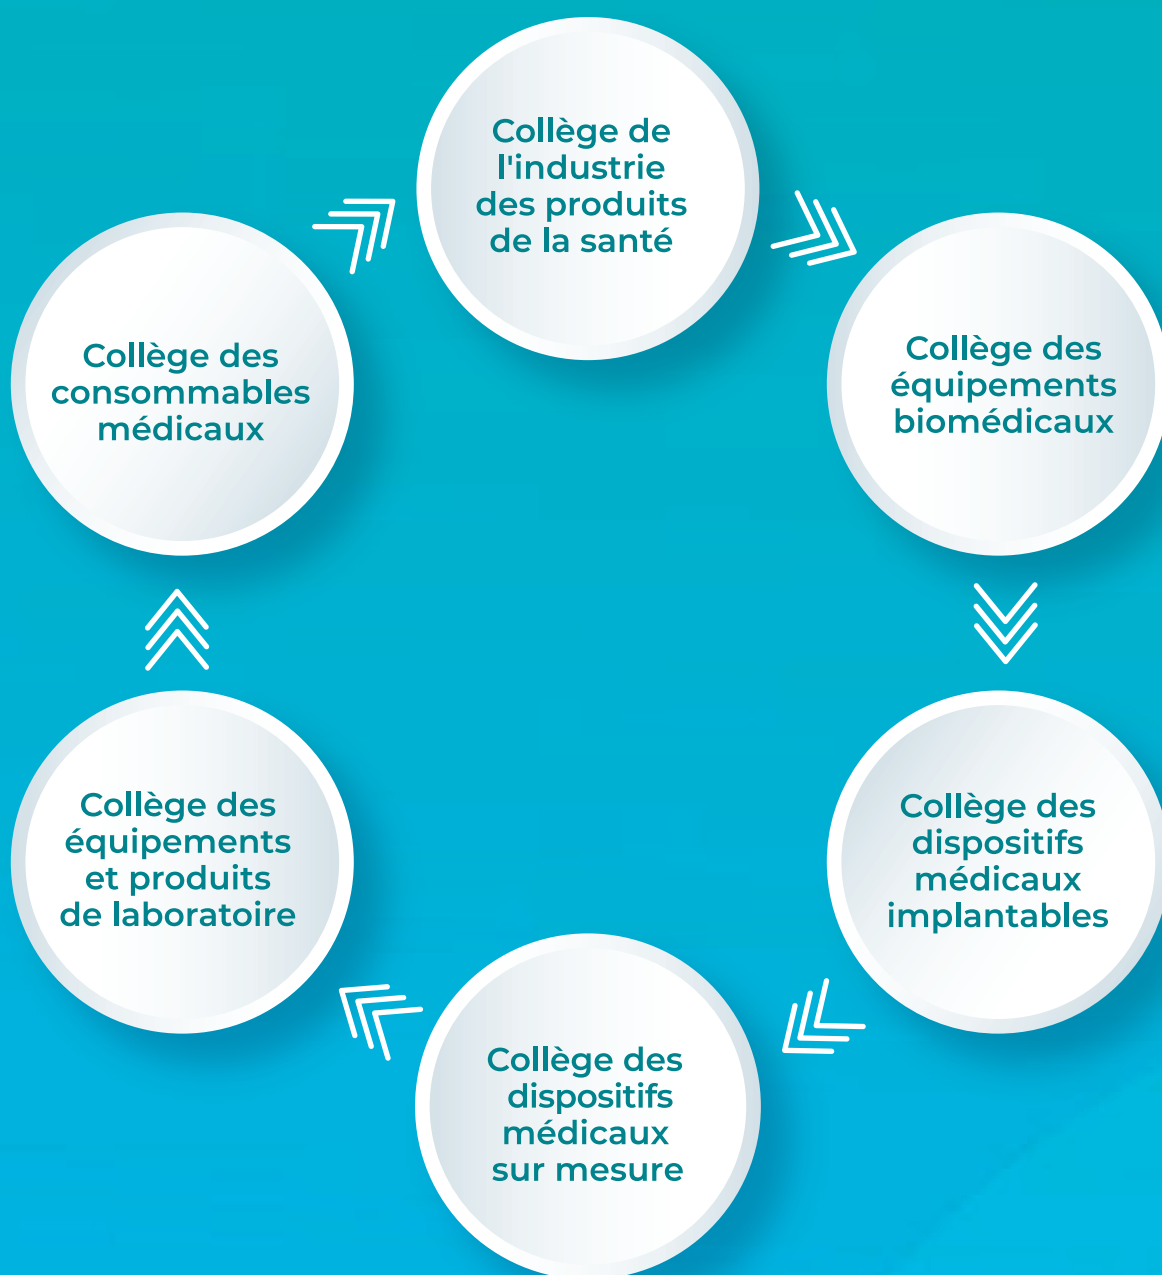 Collège de
l'industrie
des produits
de la santé
Collège des
équipements
biomédicaux
Collège des
dispositifs
médicaux
implantables
Collège des
dispositifs
médicaux
sur mesure
Collège des
équipements
et produits
de laboratoire
Collège des
consommables
médicaux